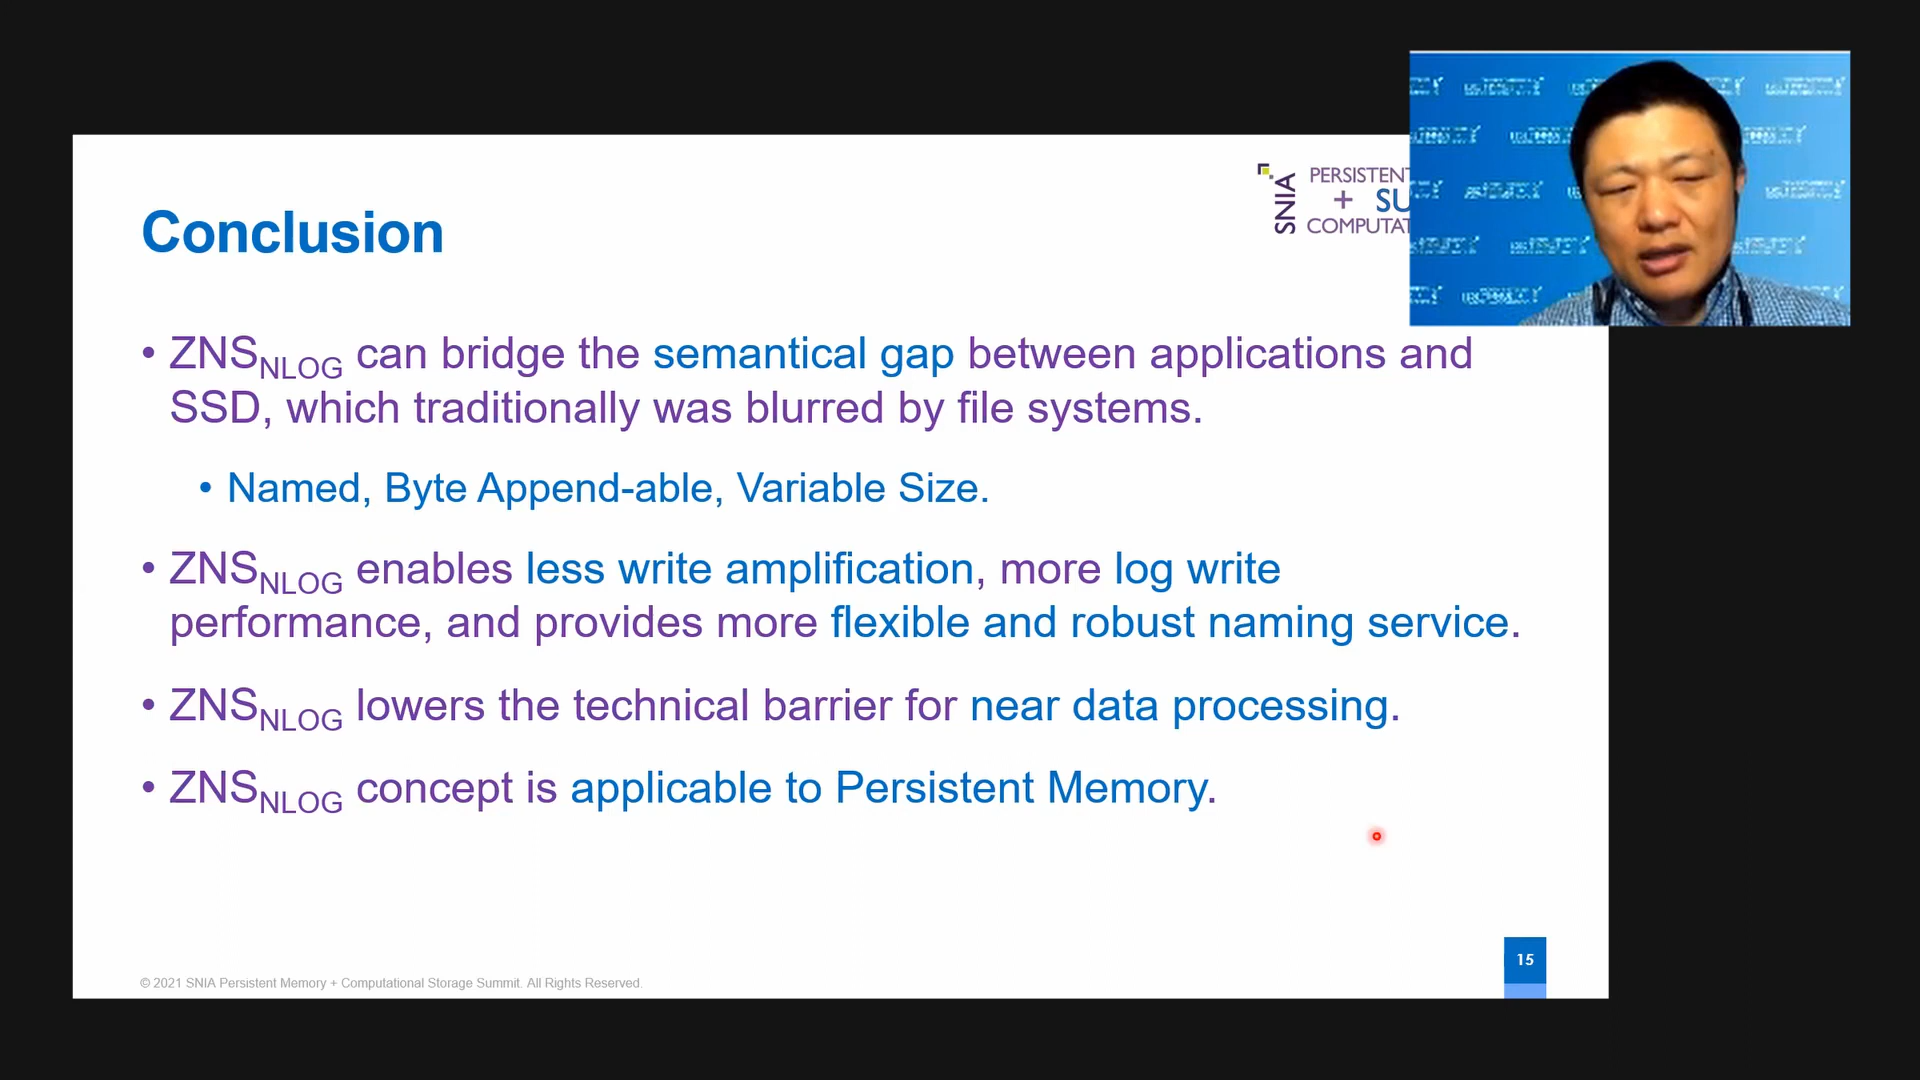 SNIA
PERSISTENT
+ SU
COMPUTAT
Conclusion
• ZNSNLOG can bridge the semantical gap between applications and
SSD, which traditionally was blurred by file systems.
• Named, Byte Append-able, Variable Size.
• ZNSNLOG enables less write amplification, more log write
performance, and provides more flexible and robust naming service.
• ZNSNLOG lowers the technical barrier for near data processing.
• ZNSNLOG concept is applicable to Persistent Memory.
© 2021 SNIA Persistent Memory + Computational Storage Summit. All Rights Reserved.
15